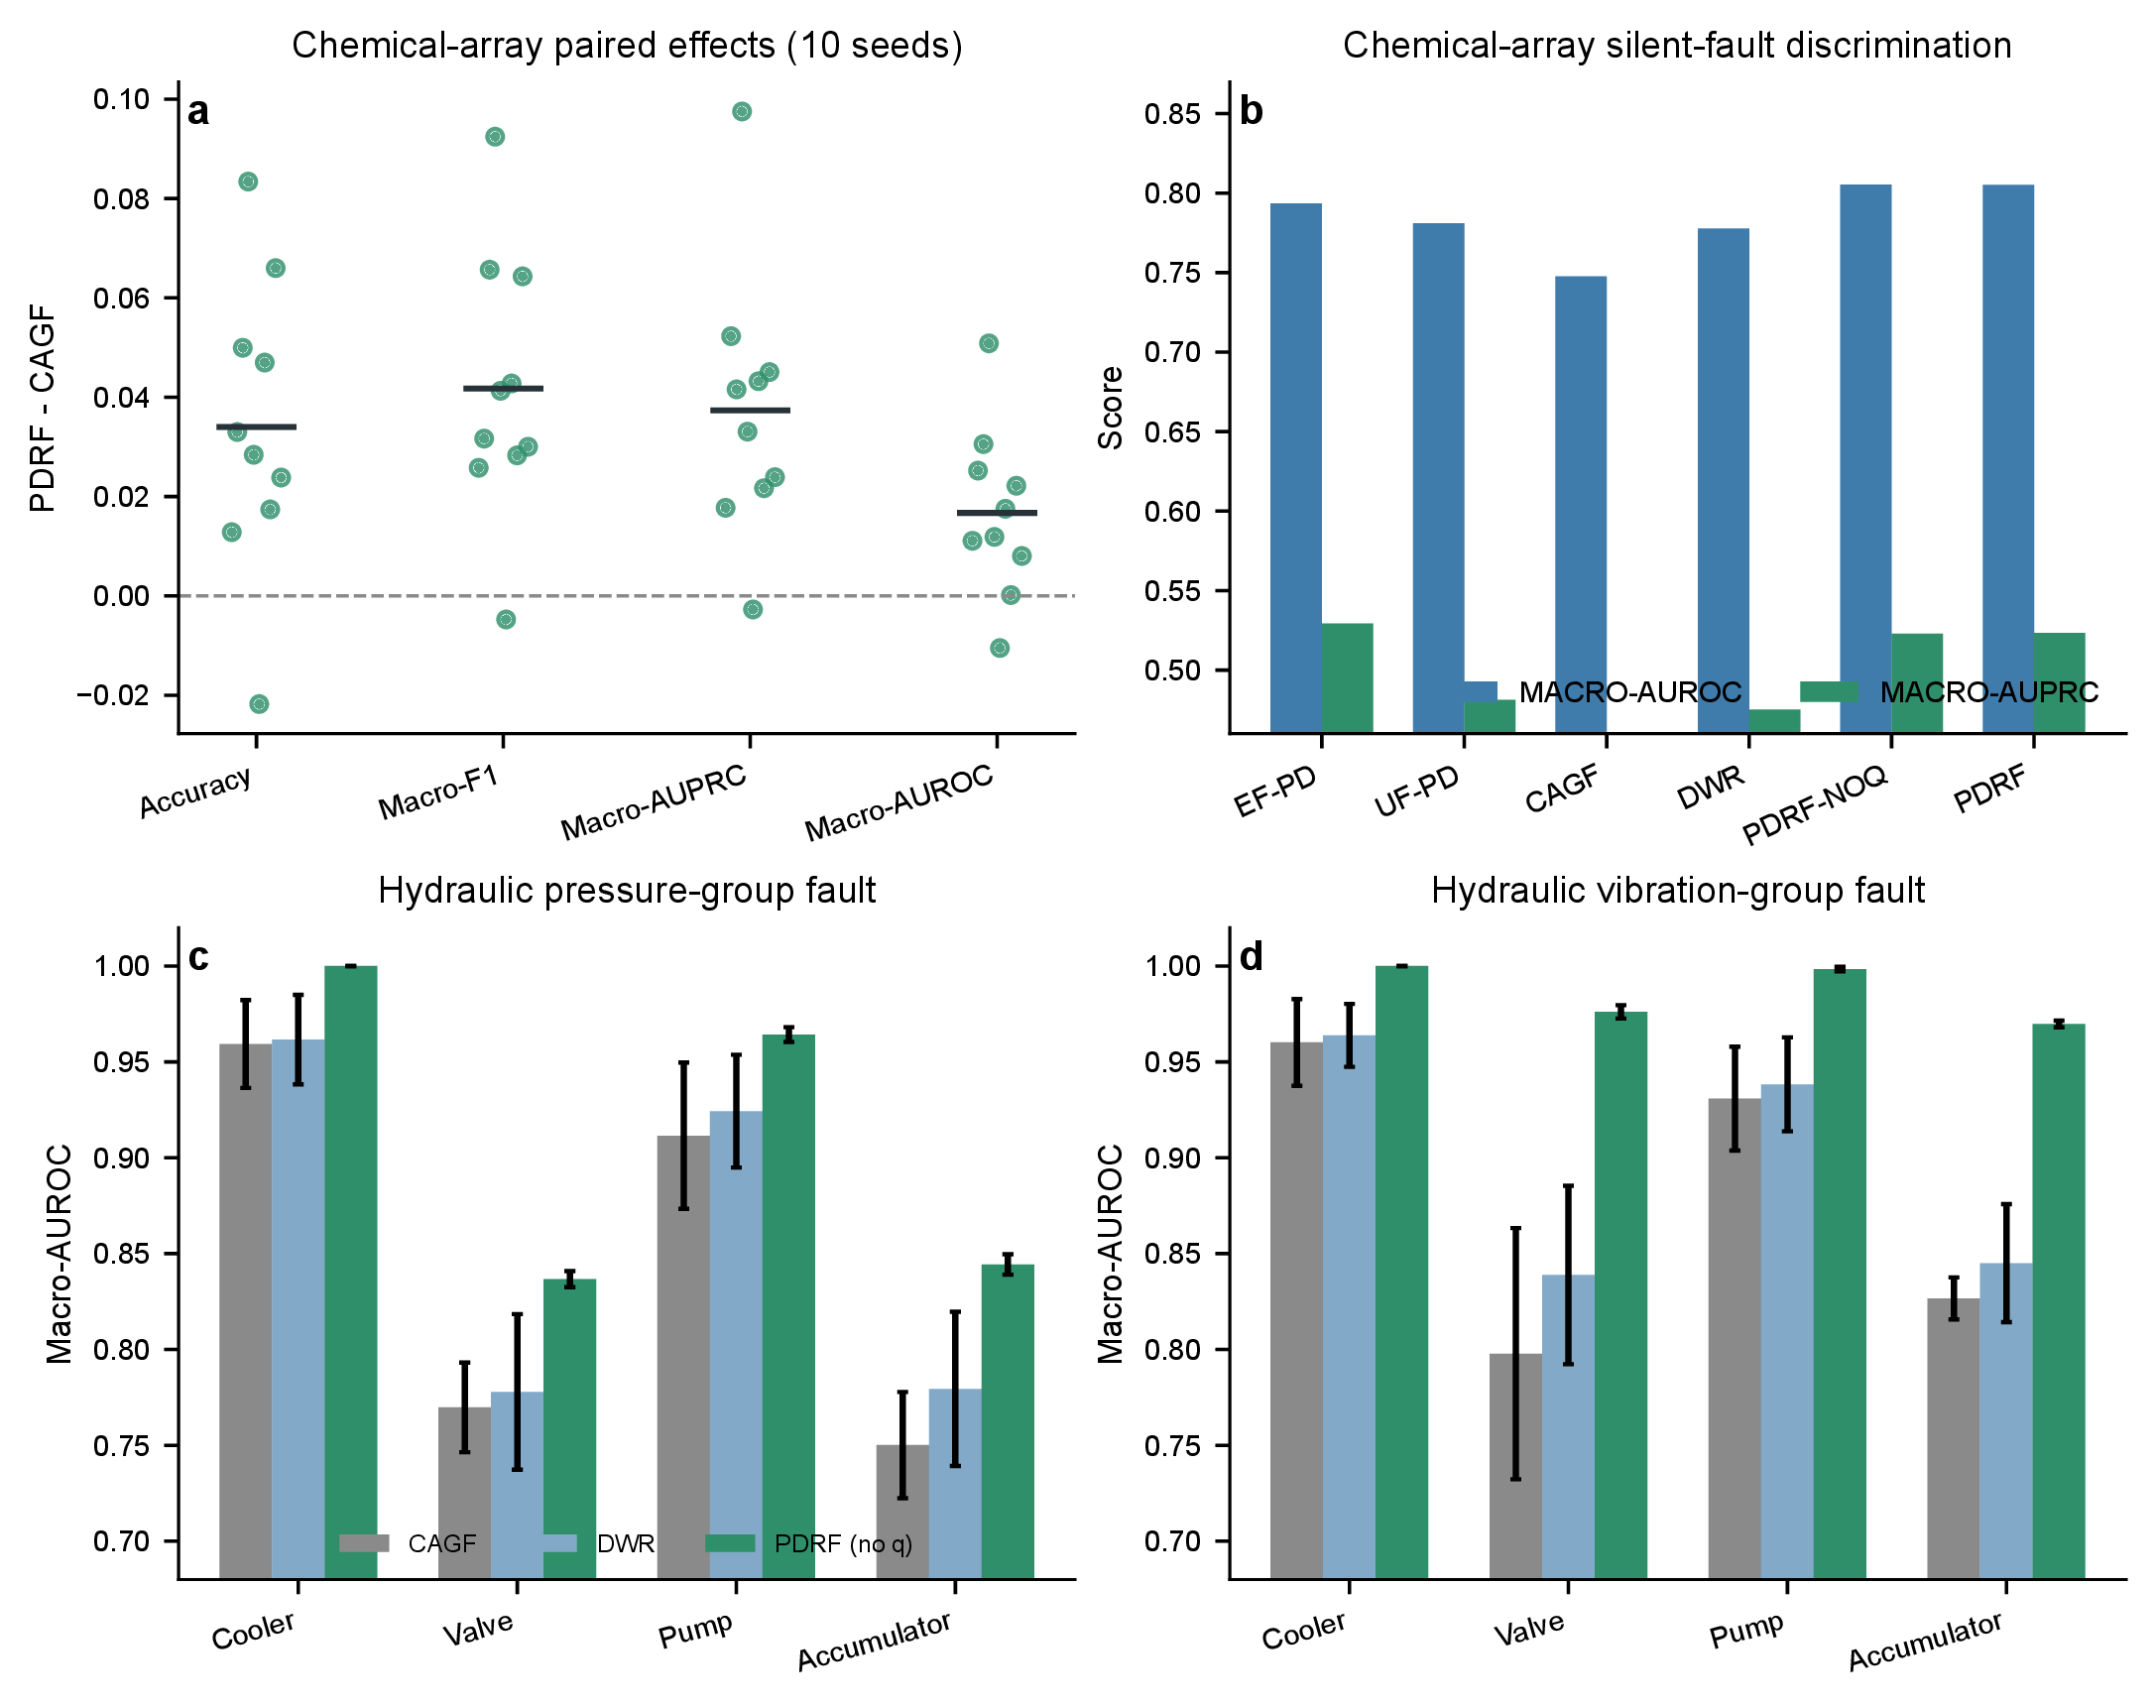 Chemical-array paired effects (10 seeds)
a
PDRF - CAGF
0.10
0.08
0.06
0.04
0.02
0.00
−0.02
Accuracy
Macro-F1
Macro-AUPRC
Macro-AUROC
Chemical-array silent-fault discrimination
b
Score
0.85
0.80
0.75
0.70
0.65
0.60
0.55
0.50
MACRO-AUROC
MACRO-AUPRC
EF-PD
UF-PD
CAGF
DWR
PDRF-NOQ
PDRF
Hydraulic pressure-group fault
c
Macro-AUROC
1.00
0.95
0.90
0.85
0.80
0.75
0.70
CAGF
DWR
PDRF (no q)
Cooler
Valve
Pump
Accumulator
Hydraulic vibration-group fault
d
Macro-AUROC
1.00
0.95
0.90
0.85
0.80
0.75
0.70
Cooler
Valve
Pump
Accumulator